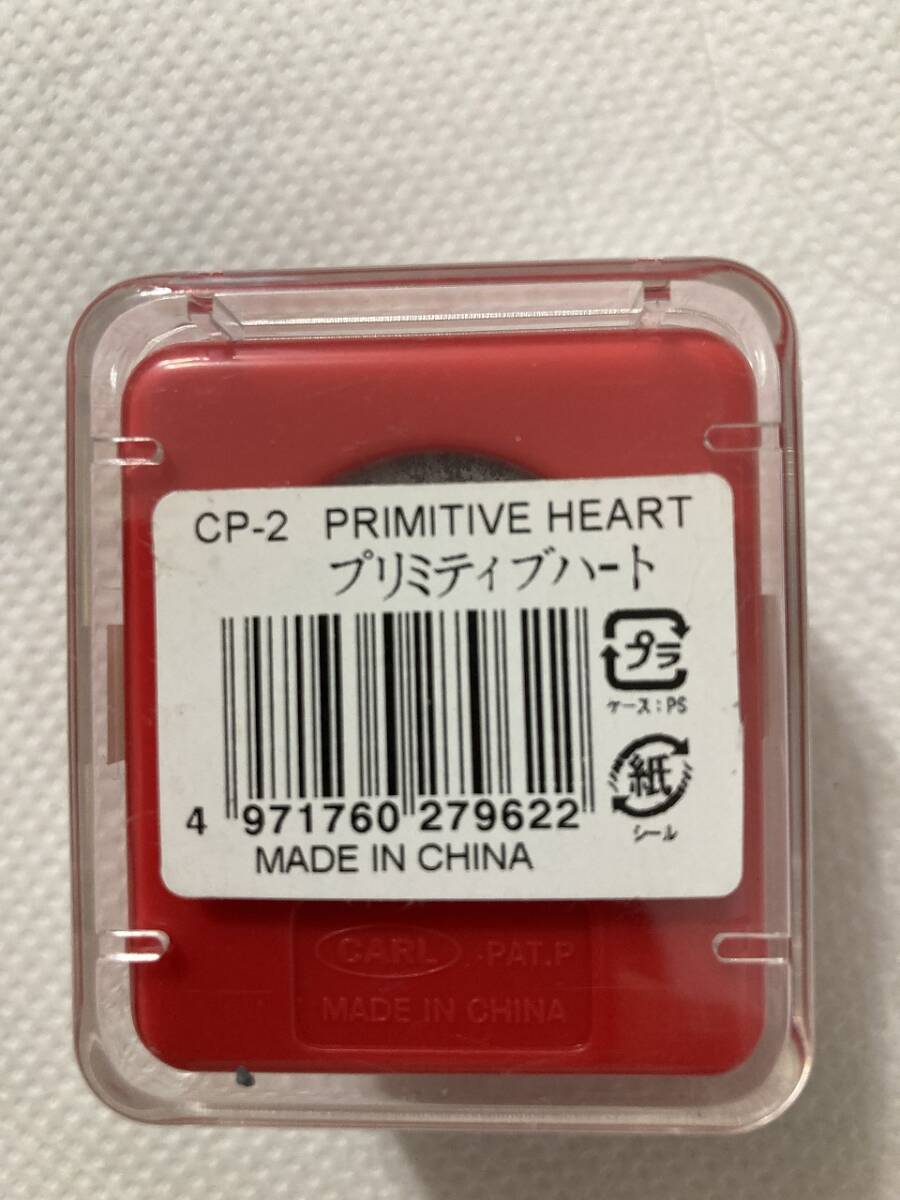 CP-2 PRIMITIVE HEART
プリミティブハート
プラ
ケース:PS
紙
シール
4 971760 279622
MADE IN CHINA
CARL PAT.P
MADE IN CHINA